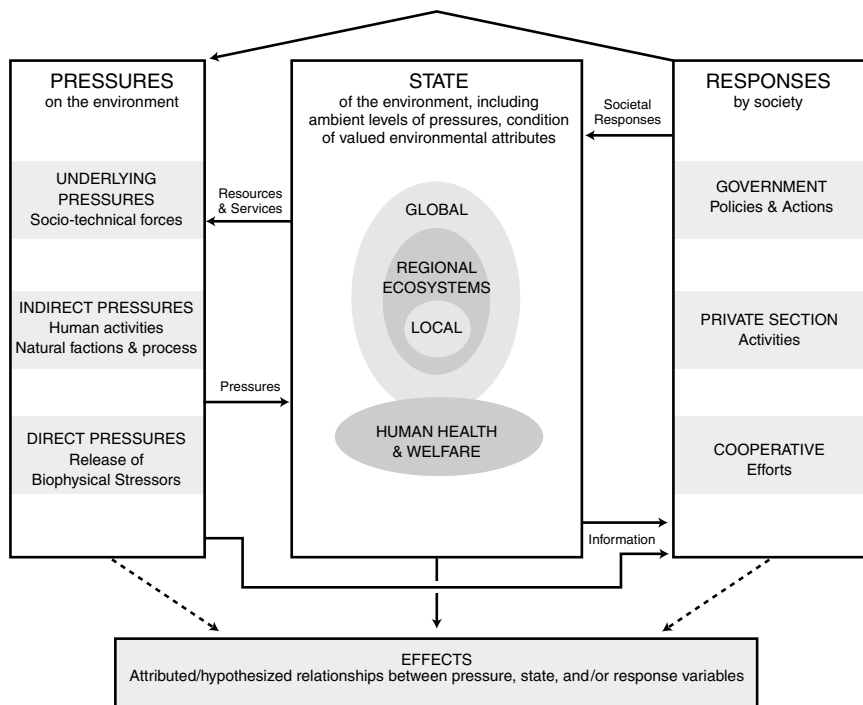 PRESSURES
on the environment
UNDERLYING
PRESSURES
Socio-technical forces
INDIRECT PRESSURES
Human activities
Natural factions & process
DIRECT PRESSURES
Release of
Biophysical Stressors
Resources
& Services
Pressures
STATE
of the environment, including
ambient levels of pressures, condition
of valued environmental attributes
GLOBAL
REGIONAL
ECOSYSTEMS
LOCAL
HUMAN HEALTH
& WELFARE
Societal
Responses
Information
RESPONSES
by society
GOVERNMENT
Policies & Actions
PRIVATE SECTION
Activities
COOPERATIVE
Efforts
EFFECTS
Attributed/hypothesized relationships between pressure, state, and/or response variables